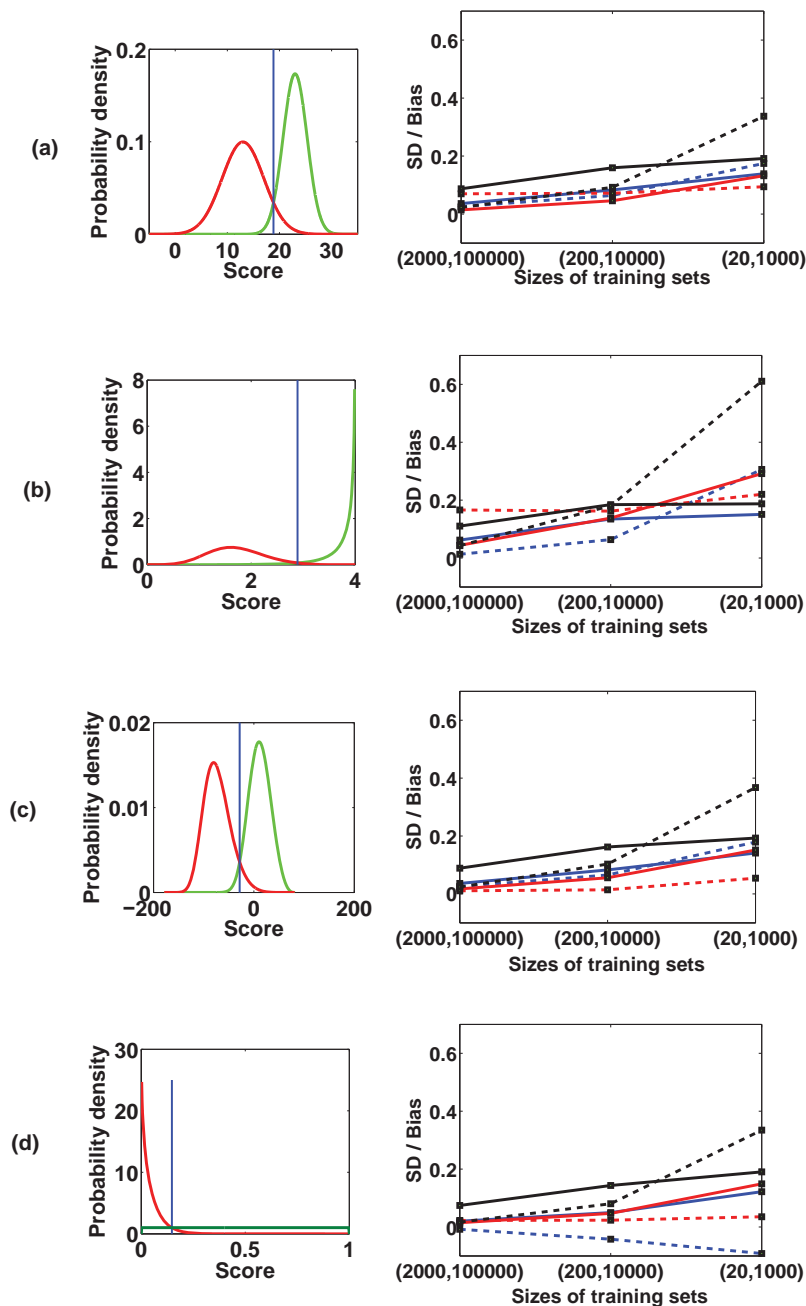 (a)
Probability density
0.2
0.1
0
0 10 20 30
Score
SD / Bias
0.6
0.4
0.2
0
(2000,100000) (200,10000) (20,1000)
Sizes of training sets
(b)
Probability density
8
6
4
2
0
0 2 4
Score
SD / Bias
0.6
0.4
0.2
0
(2000,100000) (200,10000) (20,1000)
Sizes of training sets
(c)
Probability density
0.02
0.01
0
−200 0 200
Score
SD / Bias
0.6
0.4
0.2
0
(2000,100000) (200,10000) (20,1000)
Sizes of training sets
(d)
Probability density
30
25
20
15
10
5
0
0 0.5 1
Score
SD / Bias
0.6
0.4
0.2
0
(2000,100000) (200,10000) (20,1000)
Sizes of training sets